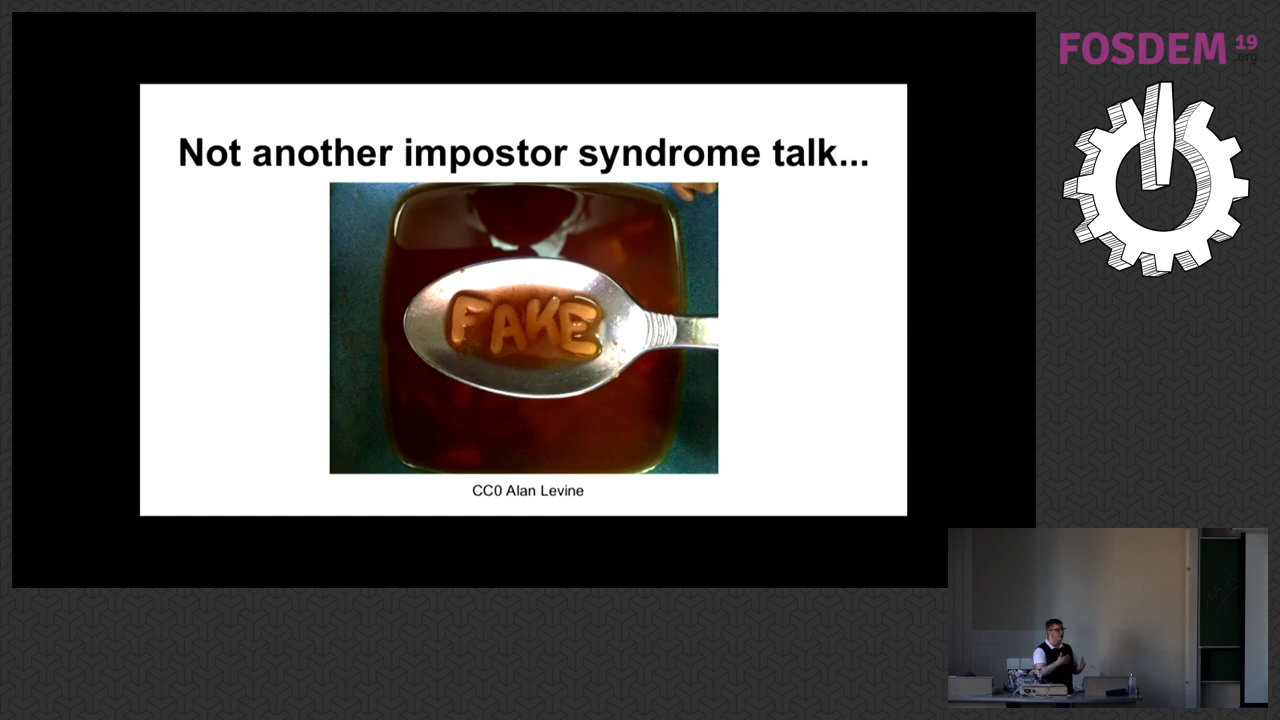 Not another impostor syndrome talk...
FAKE
CC0 Alan Levine
FOSDEM 19
.org